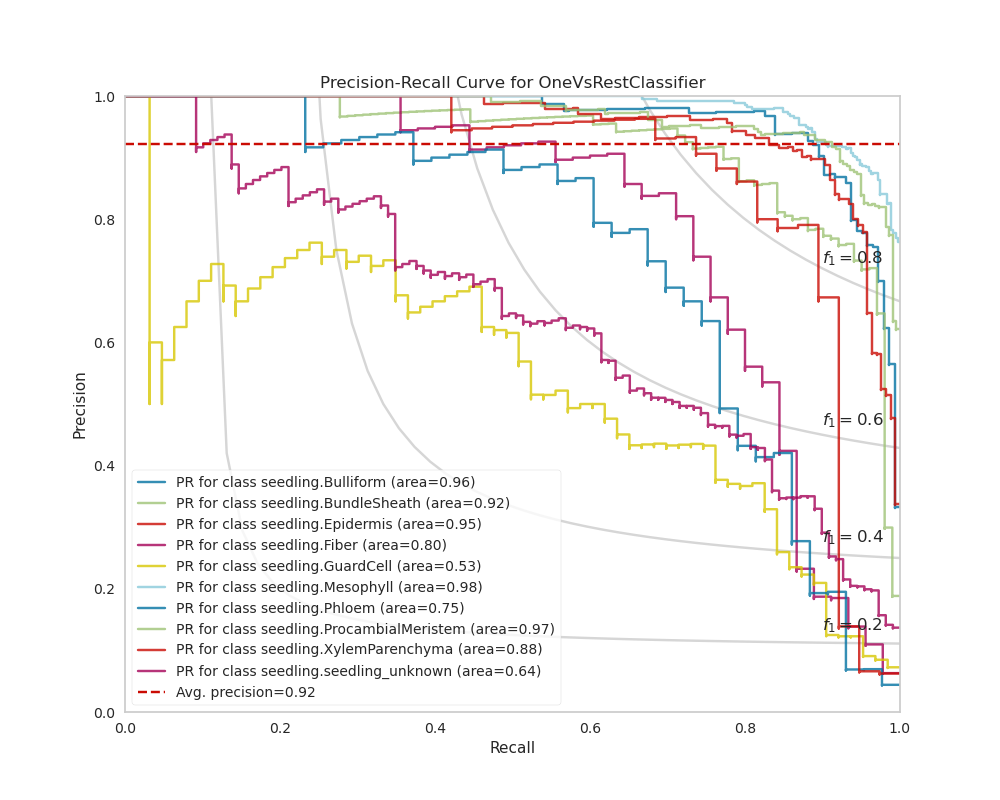 Precision-Recall Curve for OneVsRestClassifier
1.0
0.8
0.6
0.4
0.2
0.0
Precision
f1 = 0.8
f1 = 0.6
f1 = 0.4
f1 = 0.2
PR for class seedling.Bulliform (area=0.96)
PR for class seedling.BundleSheath (area=0.92)
PR for class seedling.Epidermis (area=0.95)
PR for class seedling.Fiber (area=0.80)
PR for class seedling.GuardCell (area=0.53)
PR for class seedling.Mesophyll (area=0.98)
PR for class seedling.Phloem (area=0.75)
PR for class seedling.ProcambialMeristem (area=0.97)
PR for class seedling.XylemParenchyma (area=0.88)
PR for class seedling.seedling_unknown (area=0.64)
Avg. precision=0.92
0.0 0.2 0.4 0.6 0.8 1.0
Recall